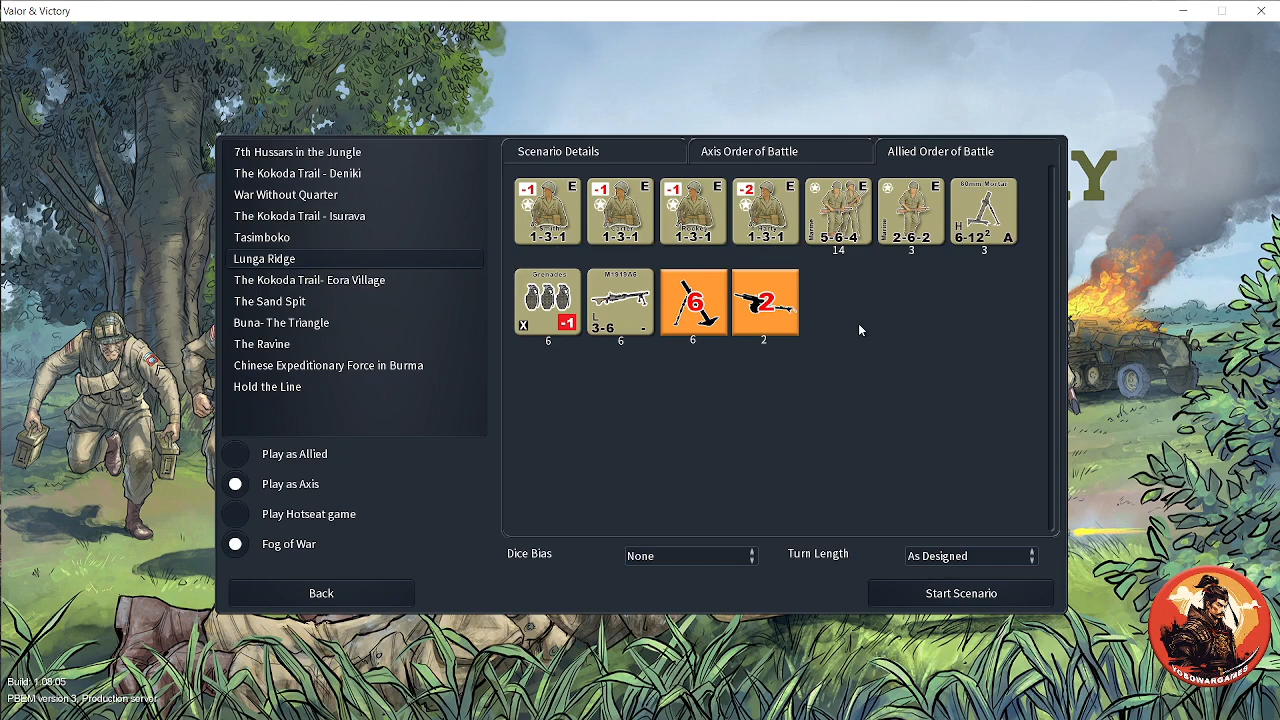 Valor & Victory
Y
7th Hussars in the Jungle
The Kokoda Trail - Deniki
War Without Quarter
The Kokoda Trail - Isurava
Tasimboko
Lunga Ridge
The Kokoda Trail- Eora Village
The Sand Spit
Buna- The Triangle
The Ravine
Chinese Expeditionary Force in Burma
Hold the Line
Play as Allied
Play as Axis
Play Hotseat game
Fog of War
Back
Scenario Details
Axis Order of Battle
Allied Order of Battle
-1 E 1-3-1
-1 E 1-3-1
-1 E 1-3-1
-2 E 1-3-1
E Marine 5-6-4
14
E Marine 2-6-2
3
60mm Mortar
H
6-12² A
3
Grenades
X -1
6
M1919A6
L
3-6 -
6
6
6
2
2
Dice Bias
None
Turn Length
As Designed
Start Scenario
Build: 1.08.05
PBEM version 3, Production server
YOBOWARGAMES